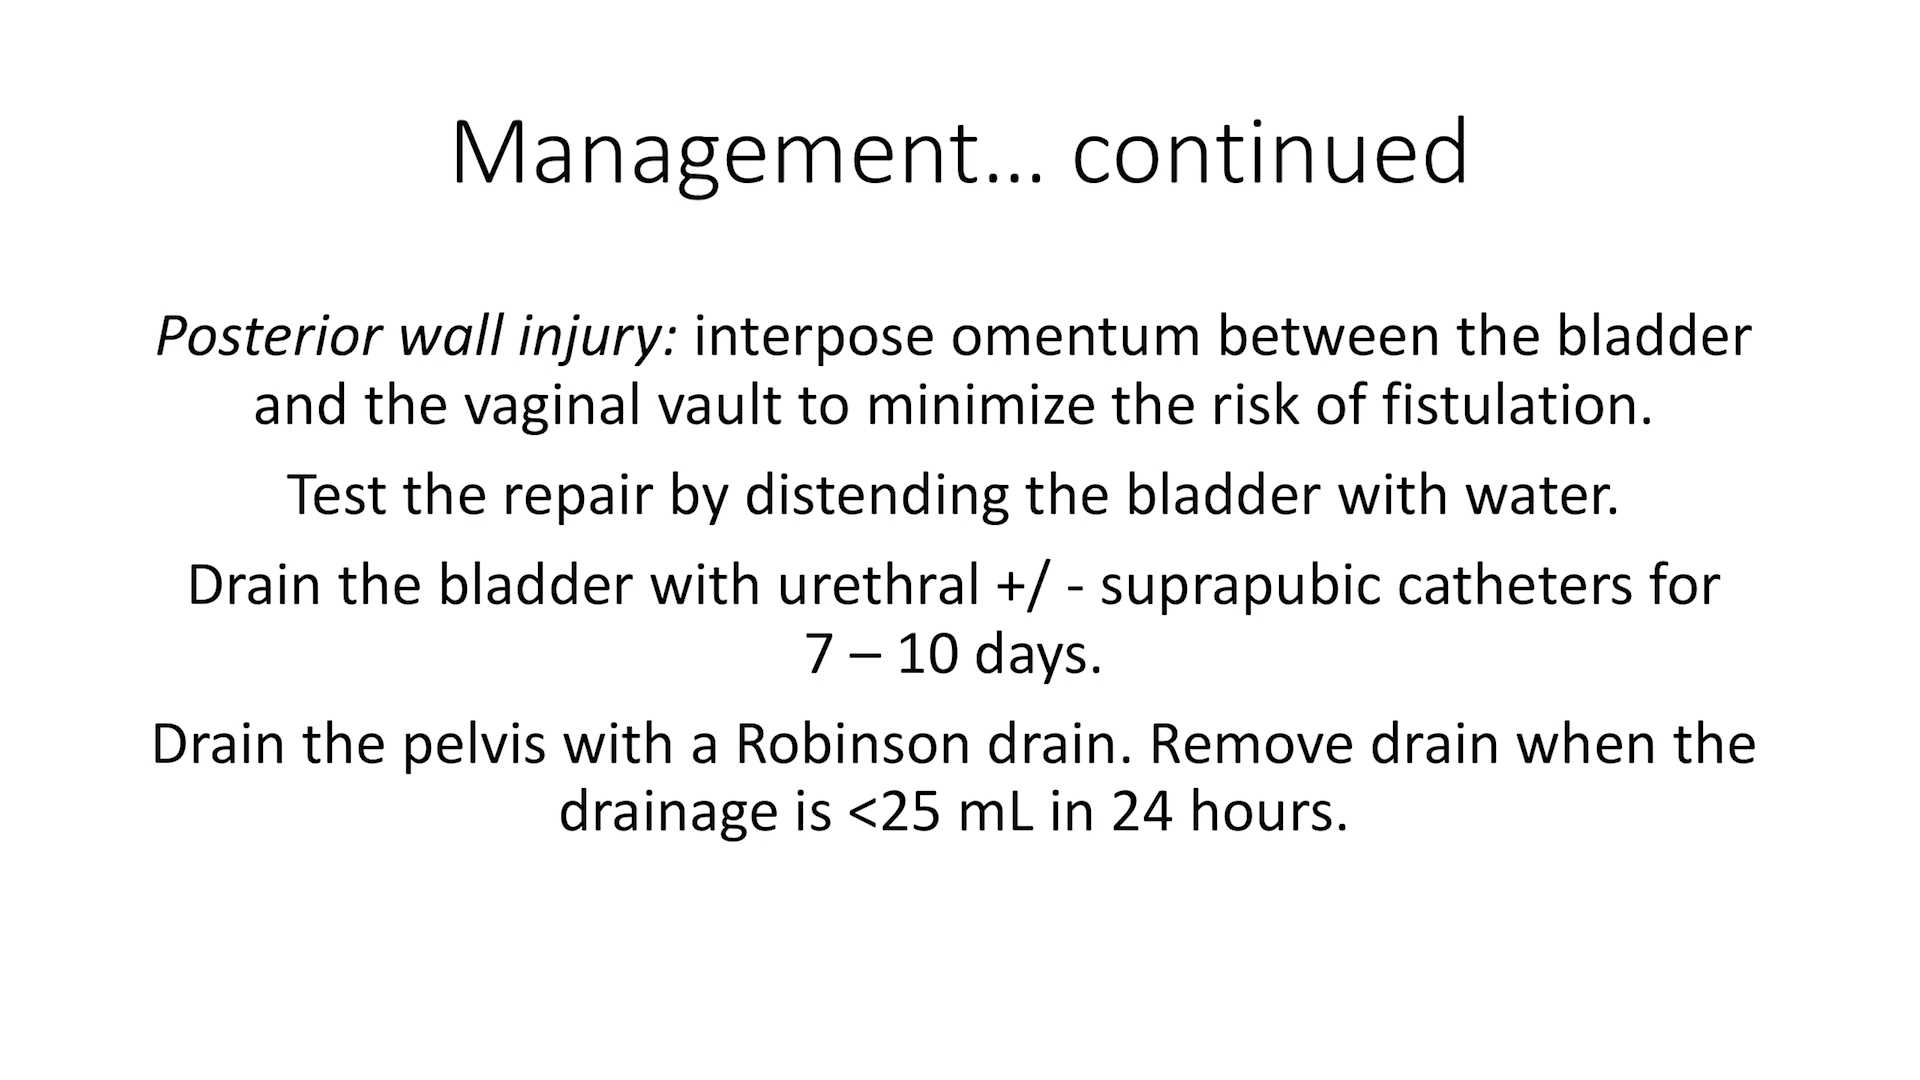 Management... continued
Posterior wall injury: interpose omentum between the bladder
and the vaginal vault to minimize the risk of fistulation.
Test the repair by distending the bladder with water.
Drain the bladder with urethral +/ - suprapubic catheters for
7 – 10 days.
Drain the pelvis with a Robinson drain. Remove drain when the
drainage is <25 mL in 24 hours.